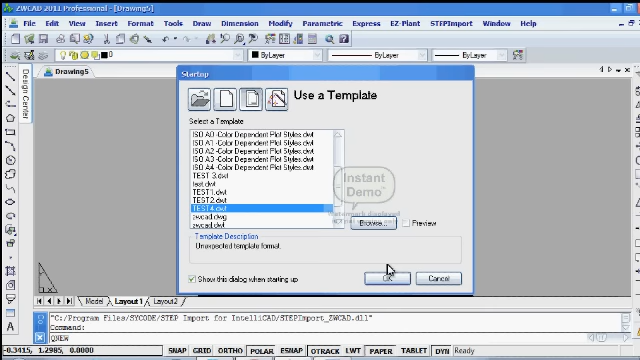 ZWCAD 2011 Professional - [Drawing5]
File Edit View Insert Format Tools Draw Dimension Modify Parametric Express EZ-Plant STEPImport Window
0 ByLayer ByLayer ByLayer
Drawing5
Design Center
Startup
Use a Template
Select a Template
ISO A0 -Color Dependent Plot Styles.dwt
ISO A1 -Color Dependent Plot Styles.dwt
ISO A2 -Color Dependent Plot Styles.dwt
ISO A3 -Color Dependent Plot Styles.dwt
ISO A4 -Color Dependent Plot Styles.dwt
TEST 3.dwt
test.dwt
TEST1.dwt
TEST2.dwt
TEST4.dwt
zwcad.dwg
zwcad.dwt
Instant
Demo
Watermark displayed
Browse...
Preview
Template Description
Unexpected template format.
Show this dialog when starting up
OK
Cancel
Model Layout1 Layout2
"C:/Program Files/SYCODE/STEP Import for IntelliCAD/STEPImport_ZWCAD.dll"
Command:
QNEW
-0.3415, 1.2985, 0.0000
SNAP GRID ORTHO POLAR ESNAP OTRACK LWT PAPER TABLET DYN
Ready